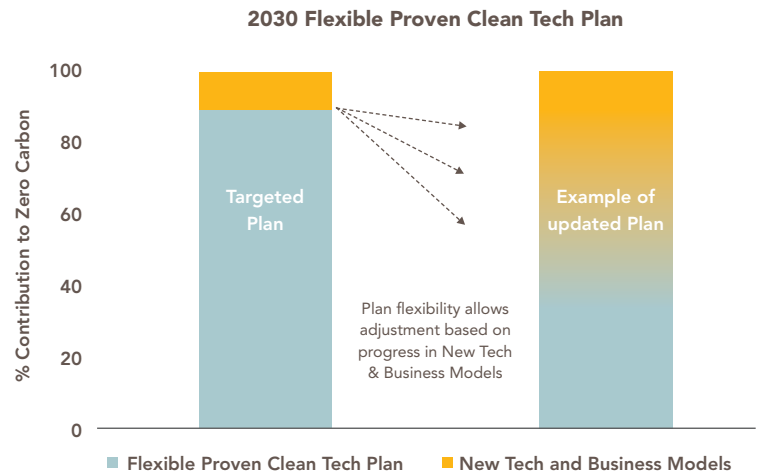 2030 Flexible Proven Clean Tech Plan
% Contribution to Zero Carbon
100
80
60
40
20
0
Targeted
Plan
Example of
updated Plan
Plan flexibility allows
adjustment based on
progress in New Tech
& Business Models
Flexible Proven Clean Tech Plan
New Tech and Business Models